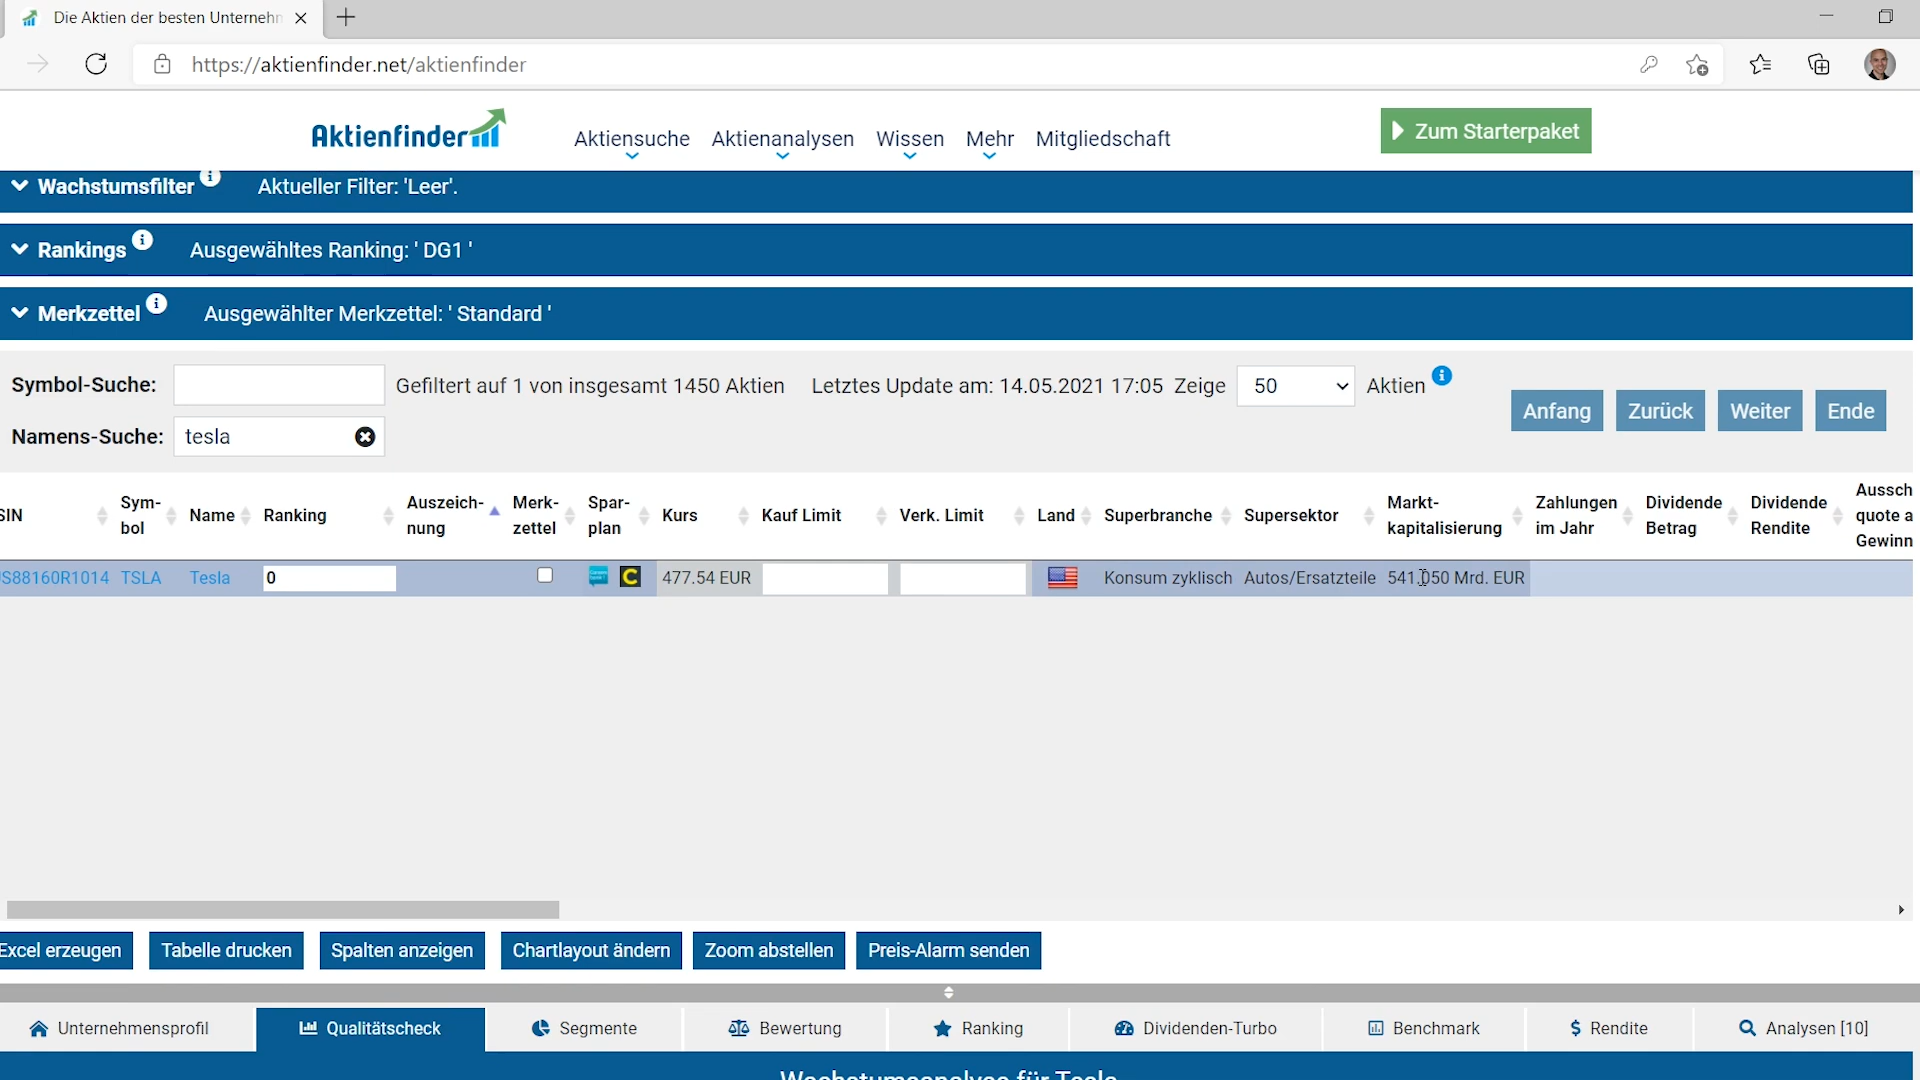 Die Aktien der besten Unternehn
https://aktienfinder.net/aktienfinder
Aktienfinder
Aktiensuche Aktienanalysen Wissen Mehr Mitgliedschaft
Zum Starterpaket
Wachstumsfilter i Aktueller Filter: 'Leer'.
Rankings i Ausgewähltes Ranking: ' DG1 '
Merkzettel i Ausgewählter Merkzettel: ' Standard '
Symbol-Suche: Gefiltert auf 1 von insgesamt 1450 Aktien Letztes Update am: 14.05.2021 17:05 Zeige 50 Aktien i
Anfang Zurück Weiter Ende
Namens-Suche: tesla
SIN Sym-bol Name Ranking Auszeich-nung Merk-zettel Spar-plan Kurs Kauf Limit Verk. Limit Land Superbranche Supersektor Markt-kapitalisierung Zahlungen im Jahr Dividende Betrag Dividende Rendite Aussch quote a Gewinn
JS88160R1014 TSLA Tesla 0 477.54 EUR Konsum zyklisch Autos/Ersatzteile 541.050 Mrd. EUR
Excel erzeugen Tabelle drucken Spalten anzeigen Chartlayout ändern Zoom abstellen Preis-Alarm senden
Unternehmensprofil Qualitätscheck Segmente Bewertung Ranking Dividenden-Turbo Benchmark $ Rendite Analysen [10]
Wachstumsanalyse für Tesla